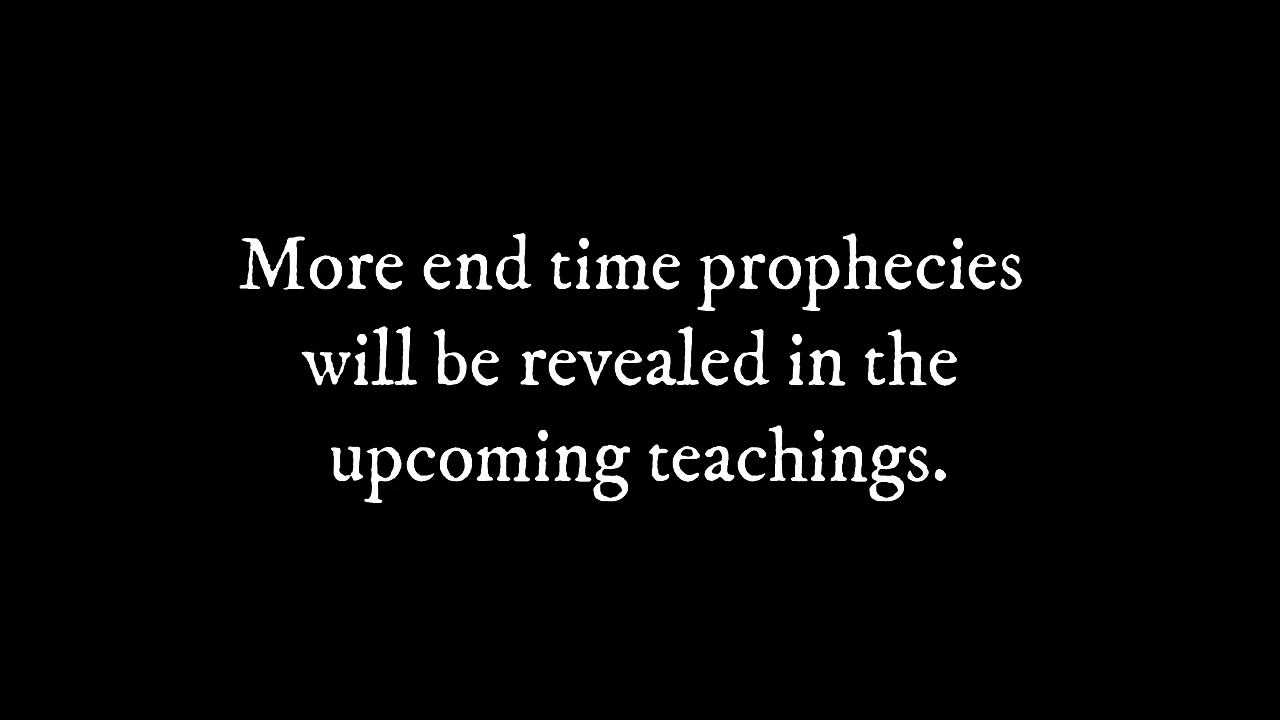 More end time prophecies
will be revealed in the
upcoming teachings.